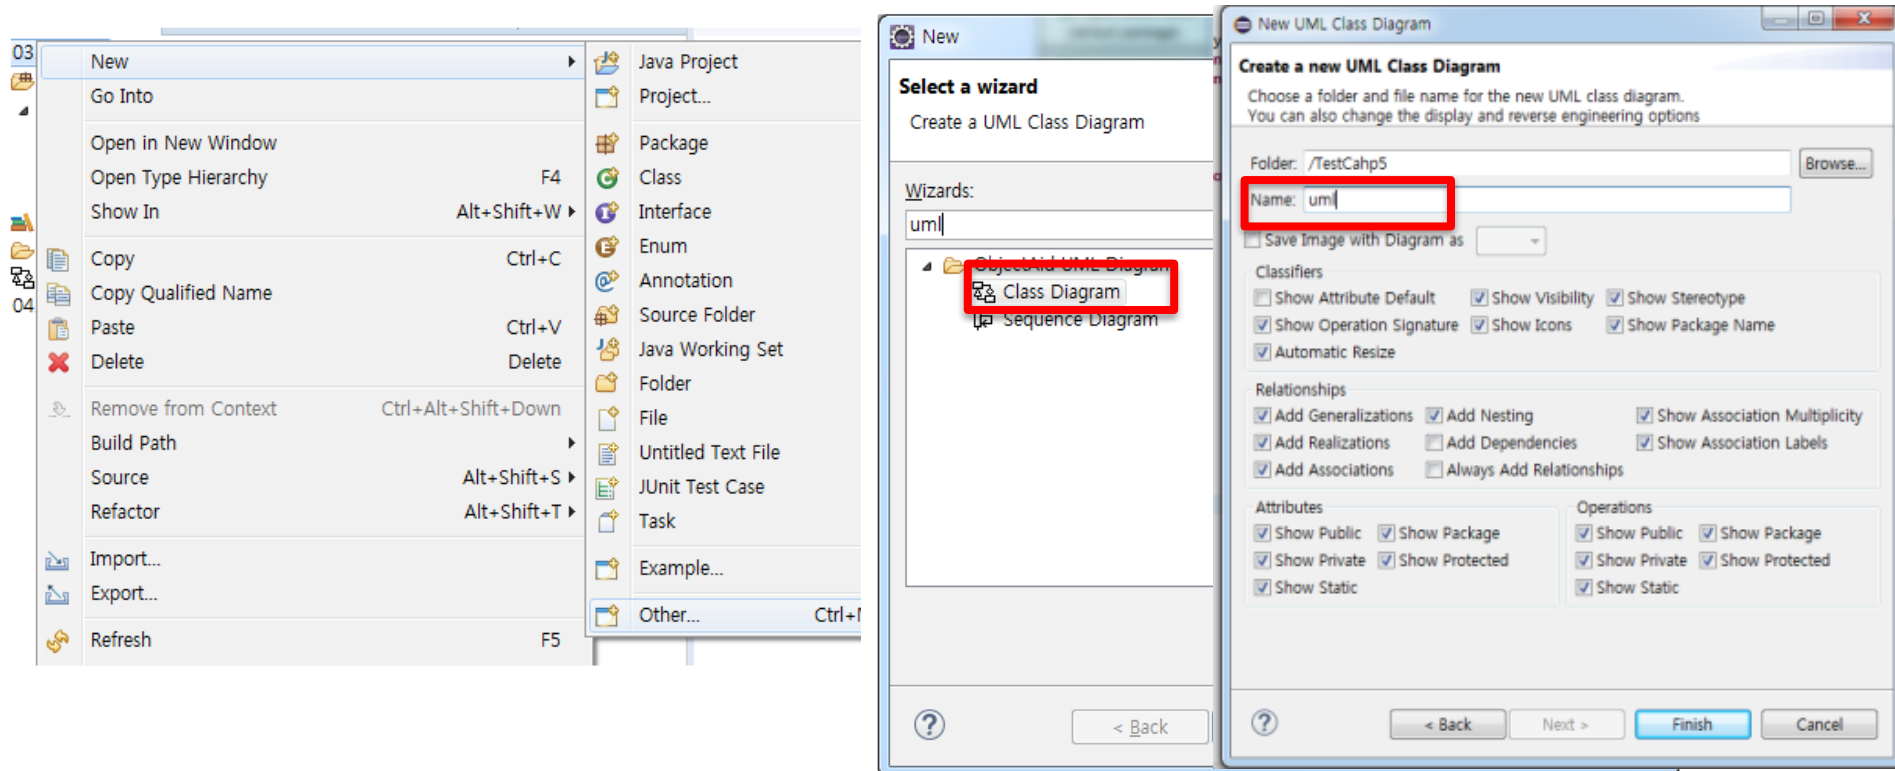 03
New
Go Into
Open in New Window
Open Type Hierarchy F4
Show In Alt+Shift+W
Copy Ctrl+C
Copy Qualified Name
Paste Ctrl+V
Delete Delete
Remove from Context Ctrl+Alt+Shift+Down
Build Path
Source Alt+Shift+S
Refactor Alt+Shift+T
Import...
Export...
Refresh F5
04
Java Project
Project...
Package
Class
Interface
Enum
Annotation
Source Folder
Java Working Set
Folder
File
Untitled Text File
JUnit Test Case
Task
Example...
Other... Ctrl+N
New
Select a wizard
Create a UML Class Diagram
Wizards:
uml
ObjectAid UML Diagram
Class Diagram
Sequence Diagram
< Back
New UML Class Diagram
Create a new UML Class Diagram
Choose a folder and file name for the new UML class diagram.
You can also change the display and reverse engineering options
Folder: /TestCahp5 Browse...
Name: uml
Save Image with Diagram as
Classifiers
Show Attribute Default Show Visibility Show Stereotype
Show Operation Signature Show Icons Show Package Name
Automatic Resize
Relationships
Add Generalizations Add Nesting Show Association Multiplicity
Add Realizations Add Dependencies Show Association Labels
Add Associations Always Add Relationships
Attributes
Show Public Show Package
Show Private Show Protected
Show Static
Operations
Show Public Show Package
Show Private Show Protected
Show Static
< Back Next > Finish Cancel